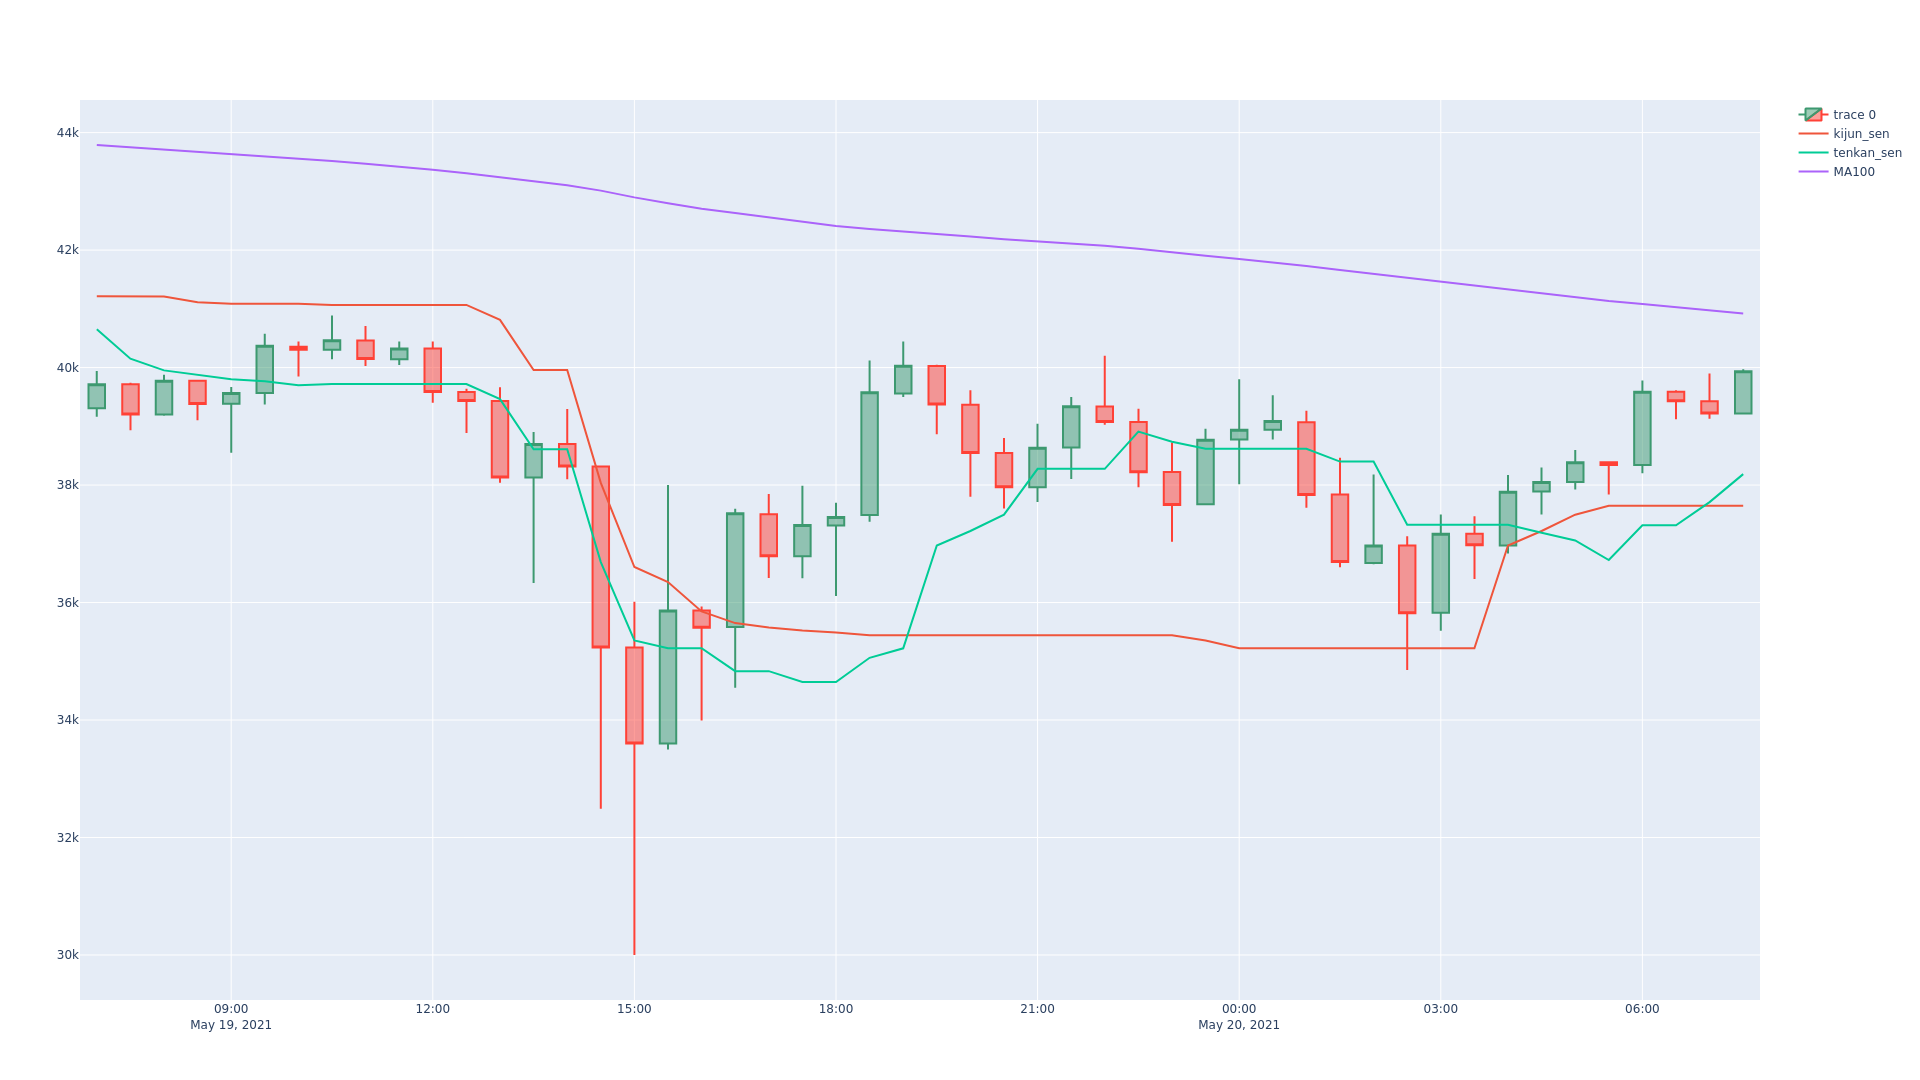 44k
42k
40k
38k
36k
34k
32k
30k
09:00
May 19, 2021
12:00
15:00
18:00
21:00
00:00
May 20, 2021
03:00
06:00
trace 0
kijun_sen
tenkan_sen
MA100